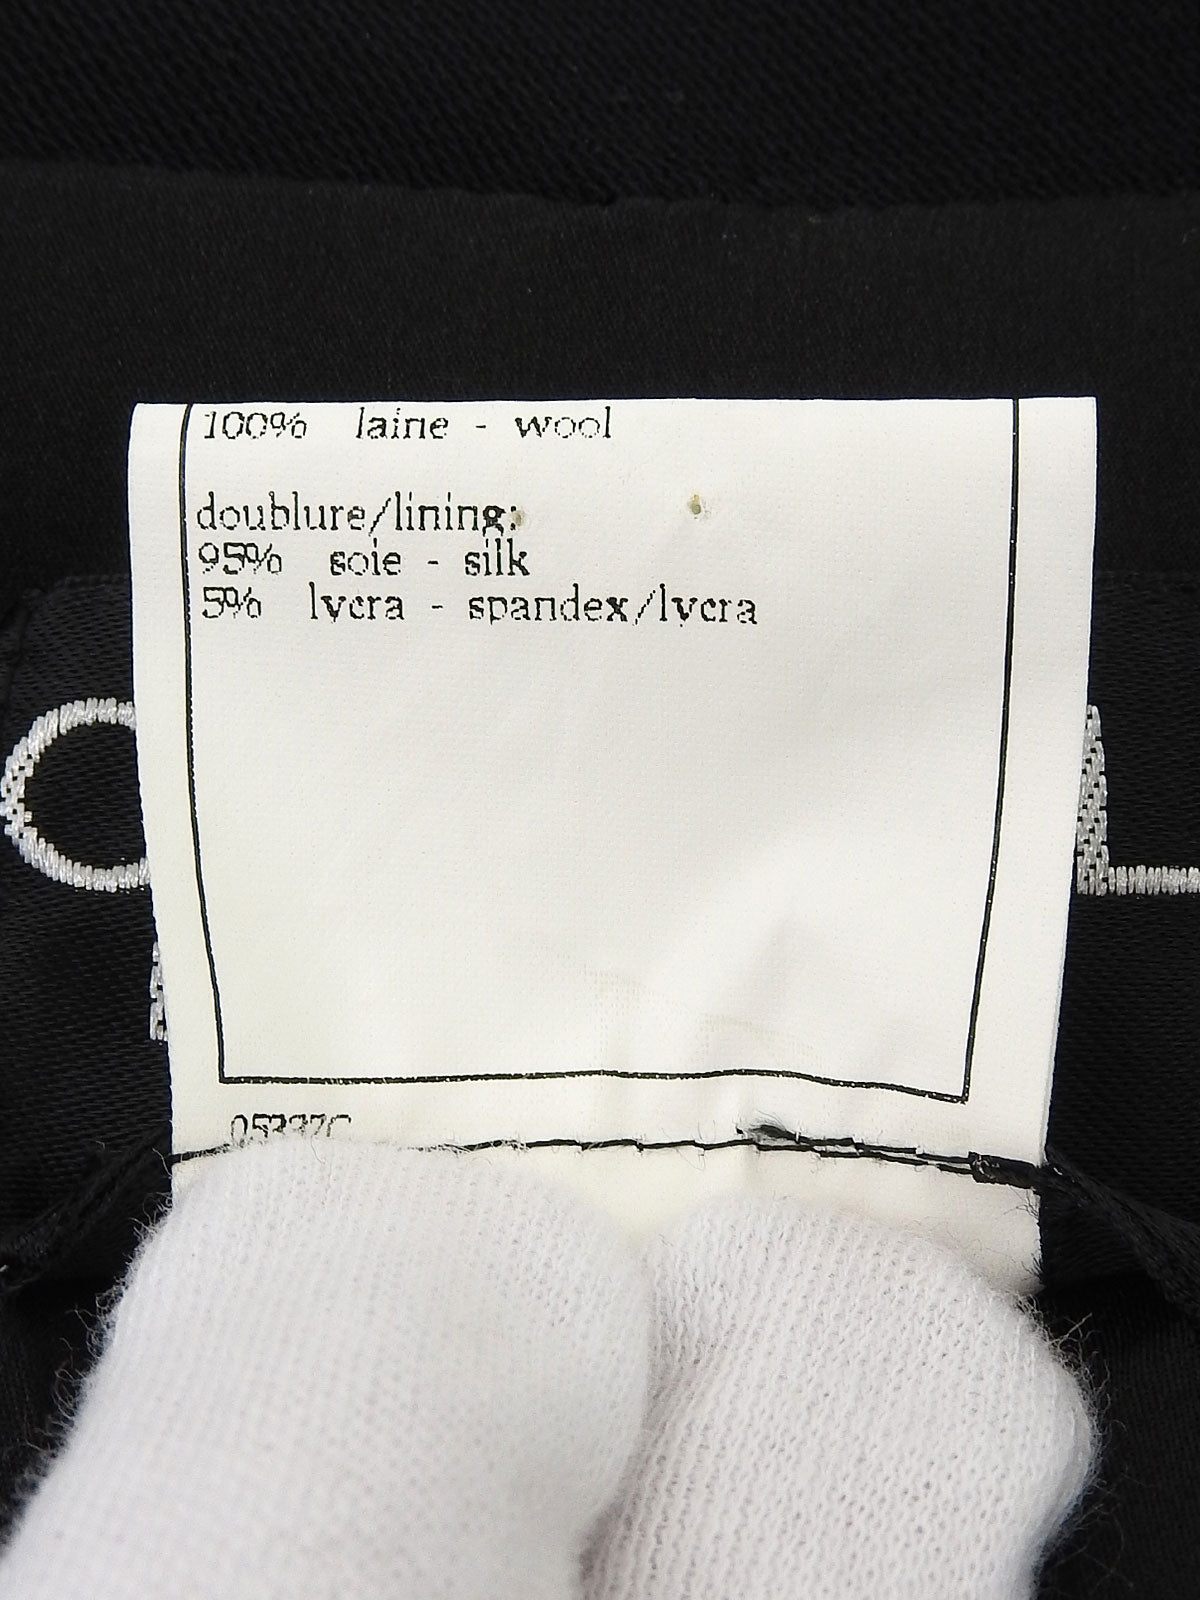 100% laine - wool
doublure/lining:
95% soie - silk
5% lycra - spandex/lycra